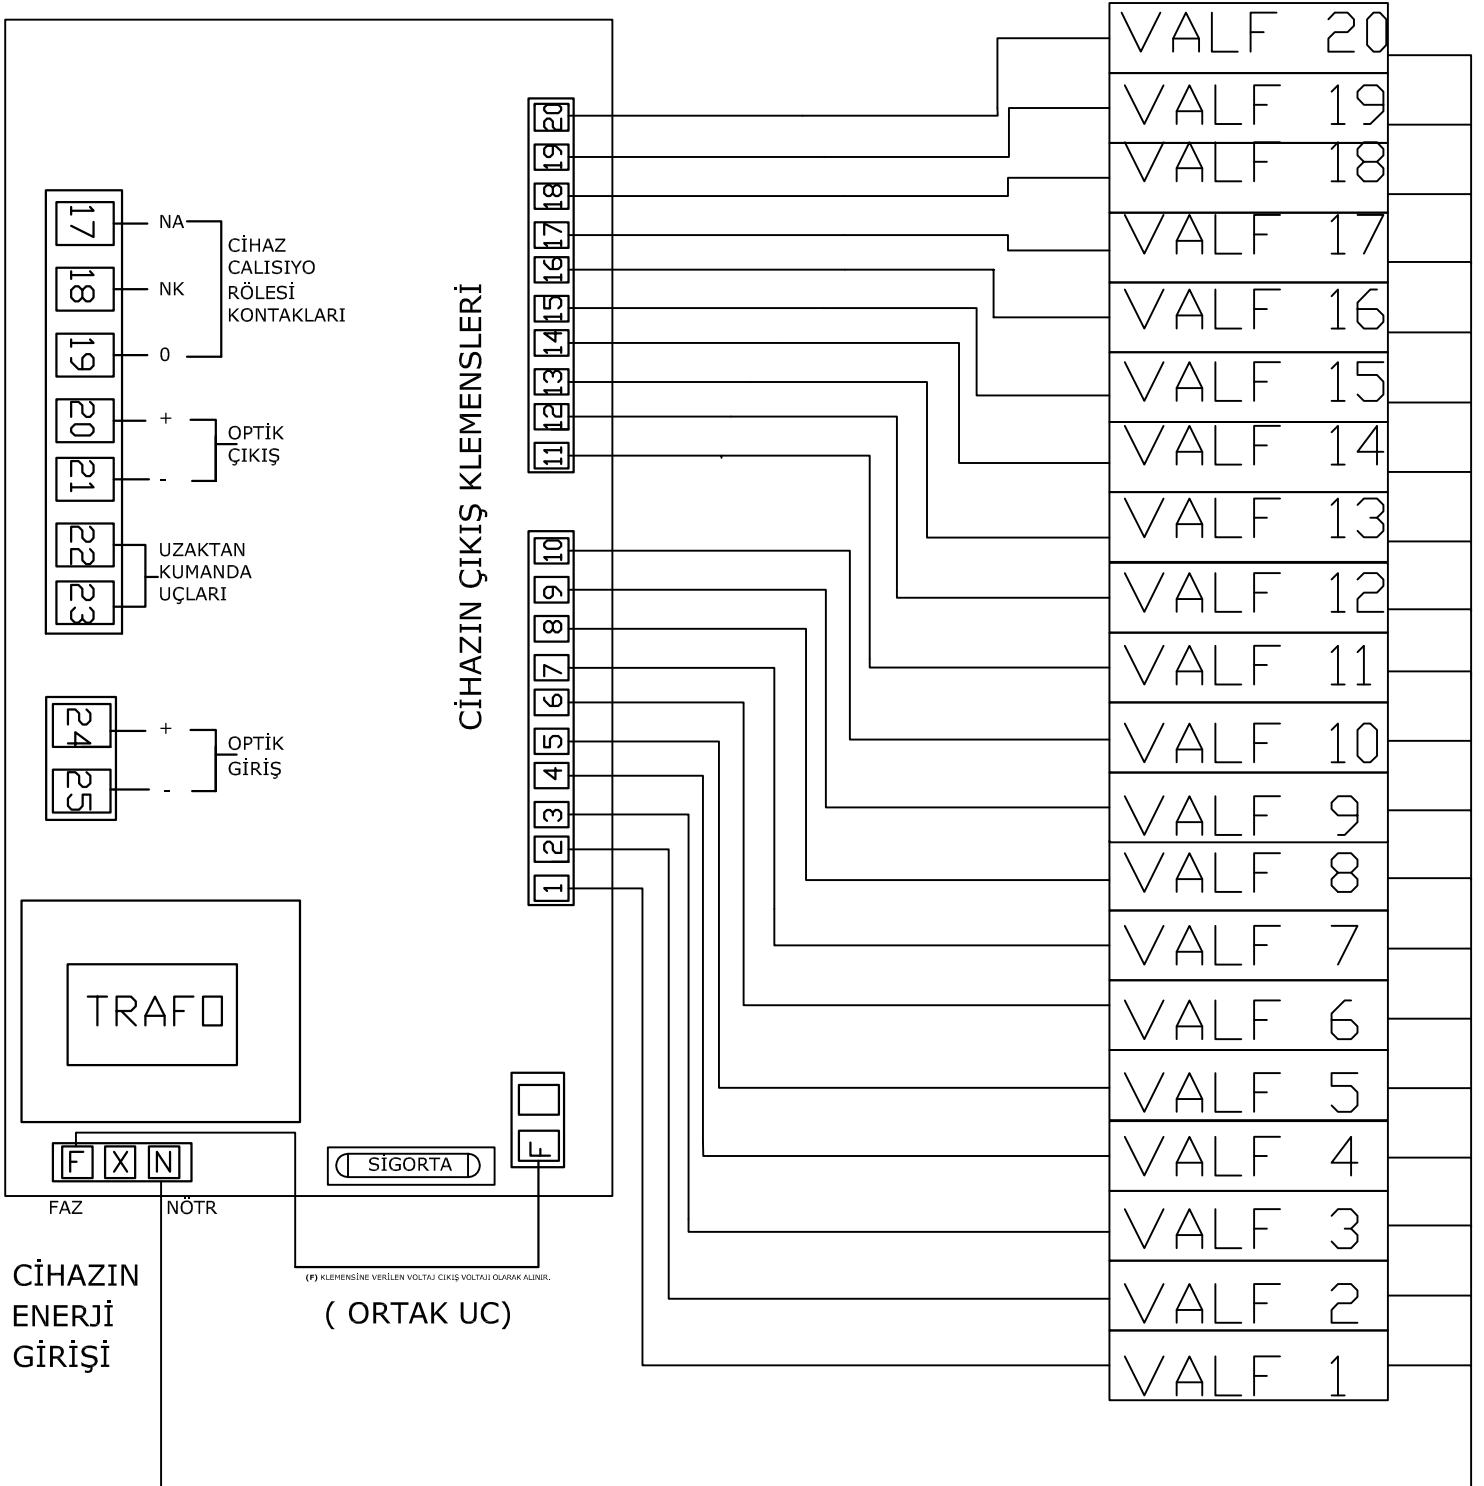 17
NA
18
NK
19
0
CİHAZ
CALISIYO
RÖLESİ
KONTAKLARI
20
+
21
-
OPTİK
ÇIKIŞ
22
23
UZAKTAN
KUMANDA
UÇLARI
24
+
25
-
OPTİK
GİRİŞ
TRAFO
F X N
FAZ NÖTR
CİHAZIN
ENERJİ
GİRİŞİ
SİGORTA
F
(F) KLEMENSİNE VERİLEN VOLTAJ CIKIŞ VOLTAJI OLARAK ALINIR.
( ORTAK UC)
CİHAZIN ÇIKIŞ KLEMENSLERİ
20
19
18
17
16
15
14
13
12
11
10
9
8
7
6
5
4
3
2
1
VALF 20
VALF 19
VALF 18
VALF 17
VALF 16
VALF 15
VALF 14
VALF 13
VALF 12
VALF 11
VALF 10
VALF 9
VALF 8
VALF 7
VALF 6
VALF 5
VALF 4
VALF 3
VALF 2
VALF 1